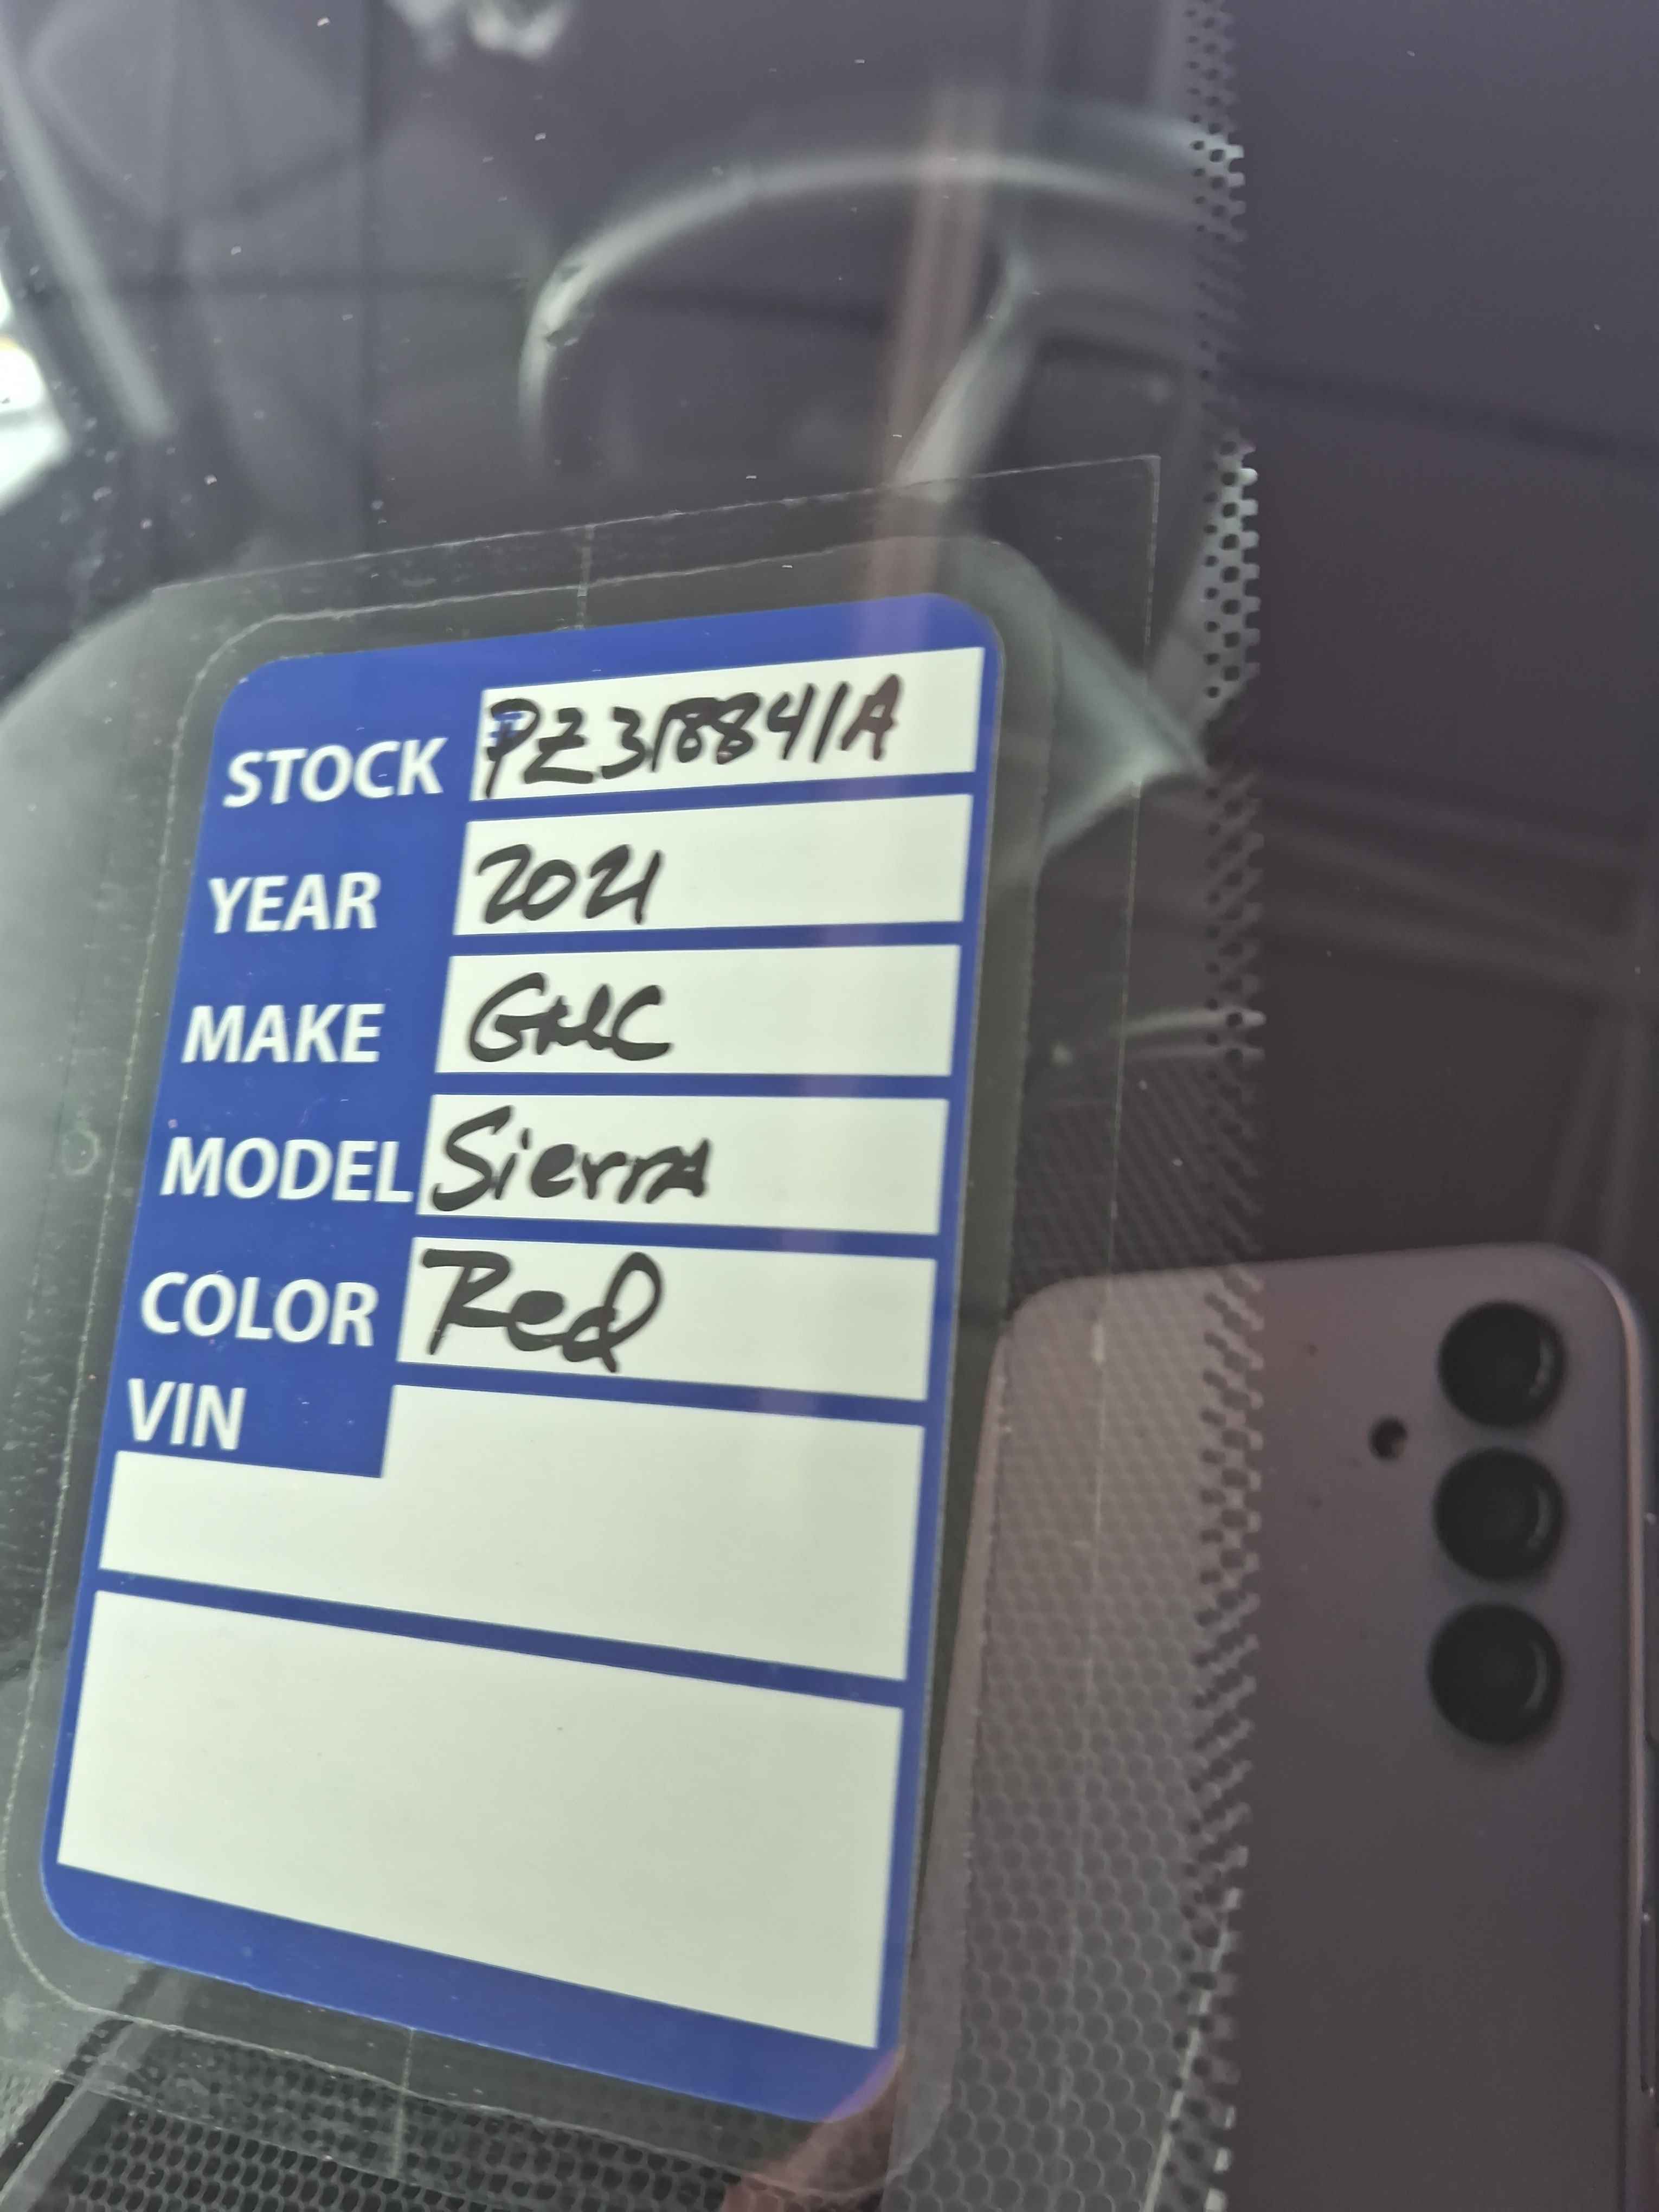 STOCK PZ318841A
YEAR 2021
MAKE GMC
MODEL Sierra
COLOR Red
VIN